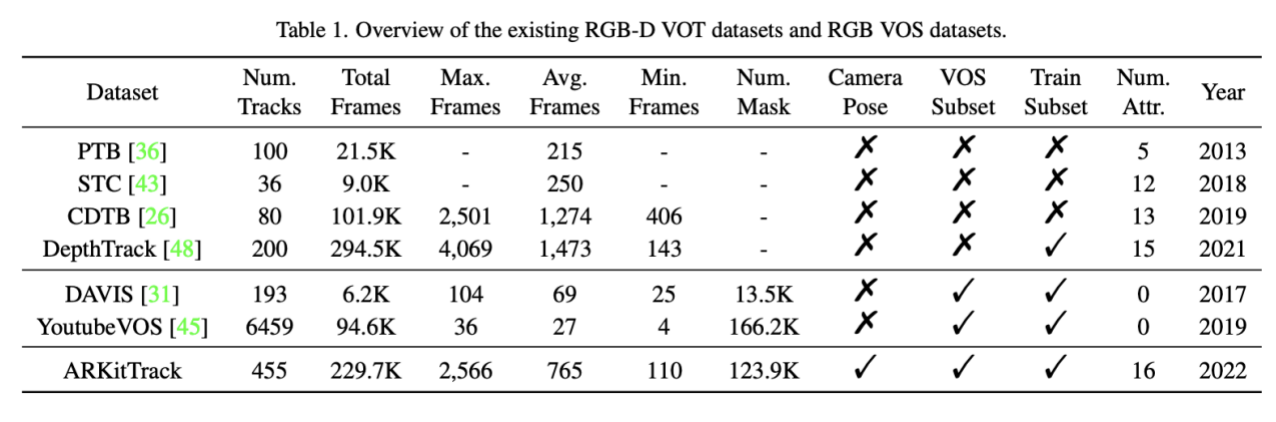 Table 1. Overview of the existing RGB-D VOT datasets and RGB VOS datasets.
Dataset Num. Tracks Total Frames Max. Frames Avg. Frames Min. Frames Num. Mask Camera Pose VOS Subset Train Subset Num. Attr. Year
PTB [36] 100 21.5K - 215 - - ✗ ✗ ✗ 5 2013
STC [43] 36 9.0K - 250 - - ✗ ✗ ✗ 12 2018
CDTB [26] 80 101.9K 2,501 1,274 406 - ✗ ✗ ✗ 13 2019
DepthTrack [48] 200 294.5K 4,069 1,473 143 - ✗ ✗ ✓ 15 2021
DAVIS [31] 193 6.2K 104 69 25 13.5K ✗ ✓ ✓ 0 2017
YoutubeVOS [45] 6459 94.6K 36 27 4 166.2K ✗ ✓ ✓ 0 2019
ARKitTrack 455 229.7K 2,566 765 110 123.9K ✓ ✓ ✓ 16 2022